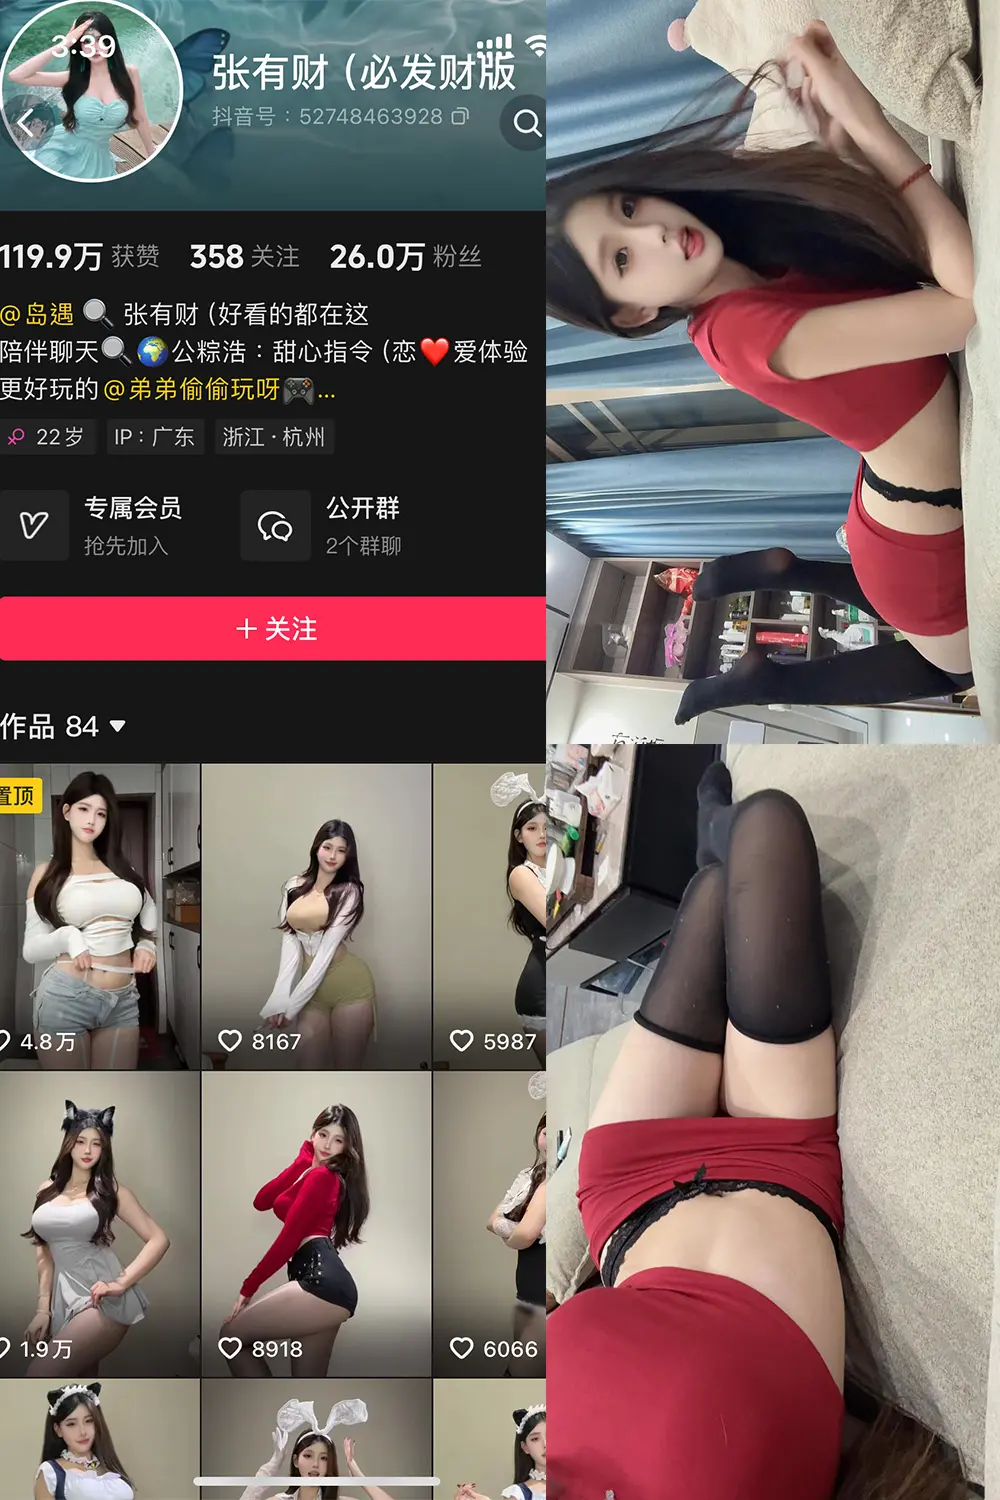 3:39
张有财（必发财版
抖音号：52748463928
119.9万 获赞 358 关注 26.0万 粉丝
@岛遇 🔍 张有财（好看的都在这
陪伴聊天🔍🌍公粽浩：甜心指令（恋❤️爱体验
更好玩的@弟弟偷偷玩呀🎮...
22岁 IP：广东 浙江·杭州
专属会员
抢先加入
公开群
2个群聊
+ 关注
作品 84
置顶
4.8万
8167
5987
1.9万
8918
6066